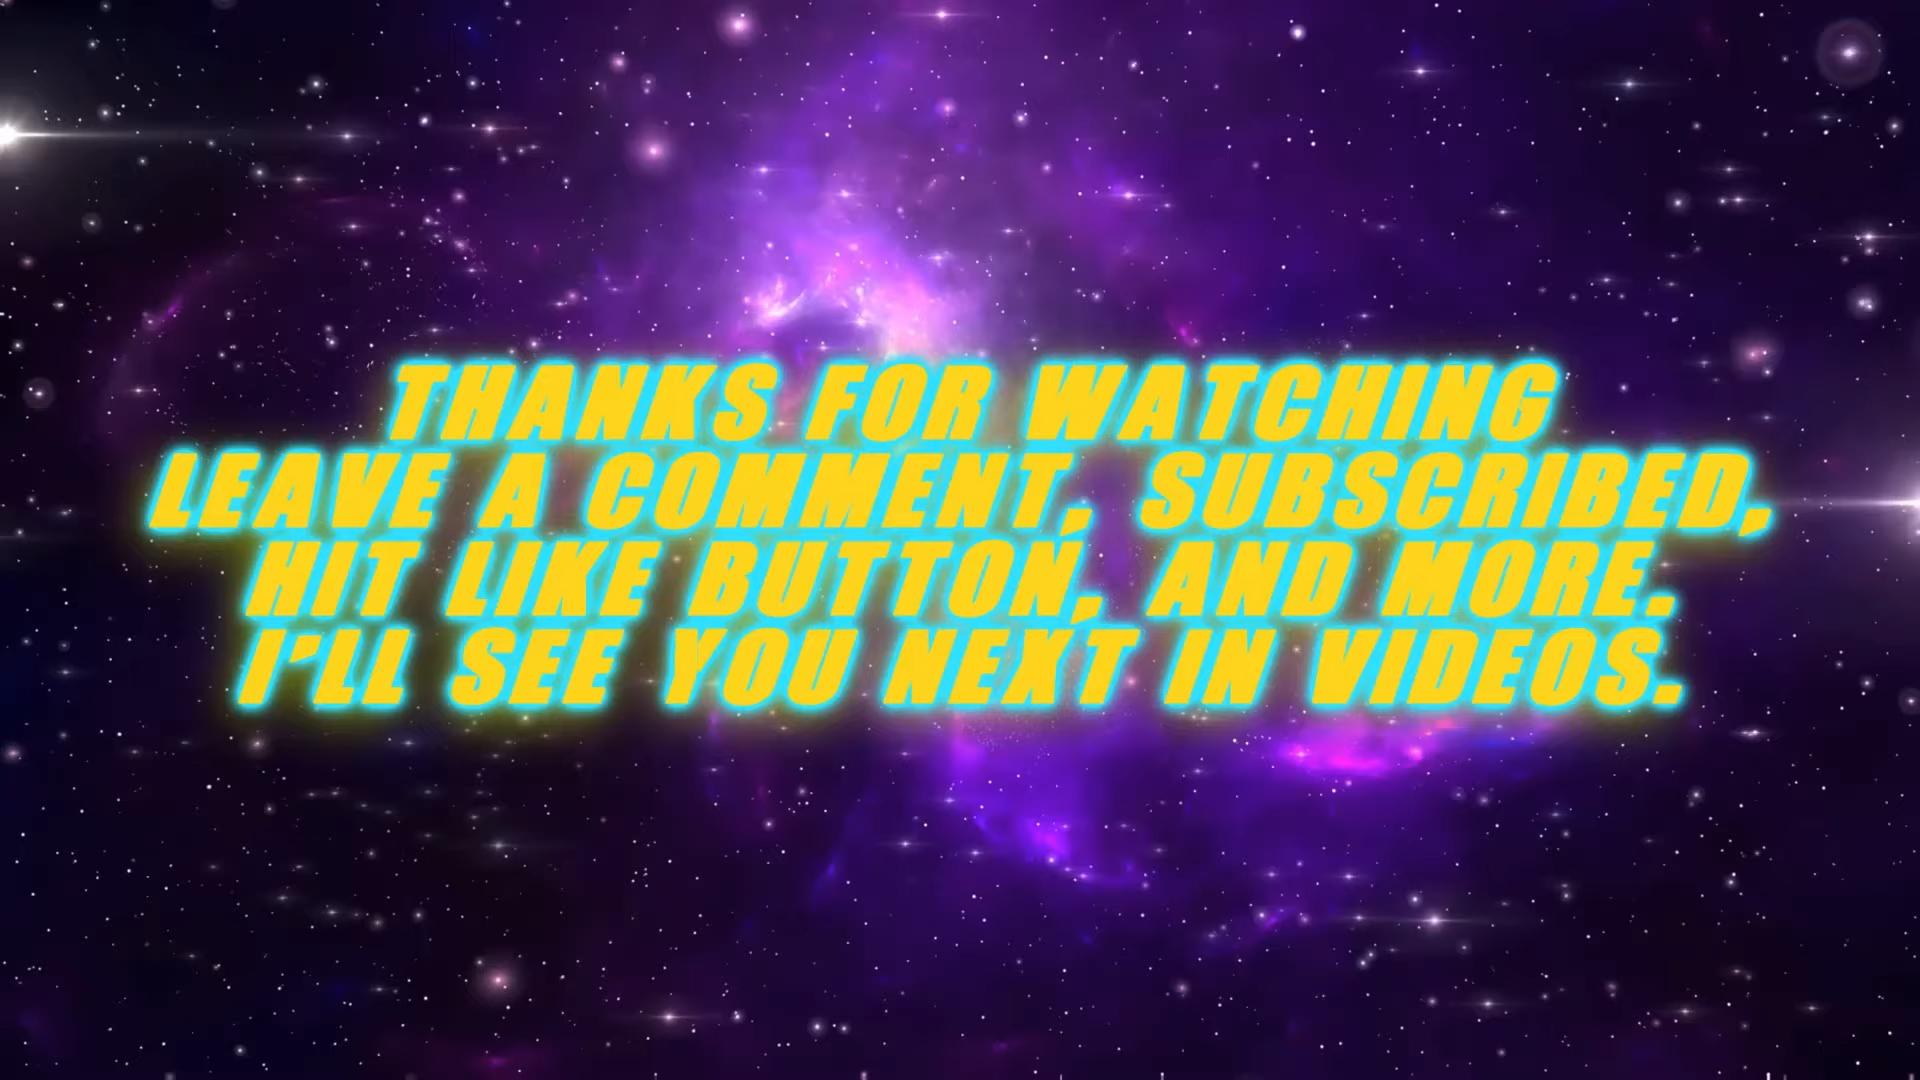 THANKS FOR WATCHING
LEAVE A COMMENT, SUBSCRIBED,
HIT LIKE BUTTON, AND MORE.
I'LL SEE YOU NEXT IN VIDEOS.